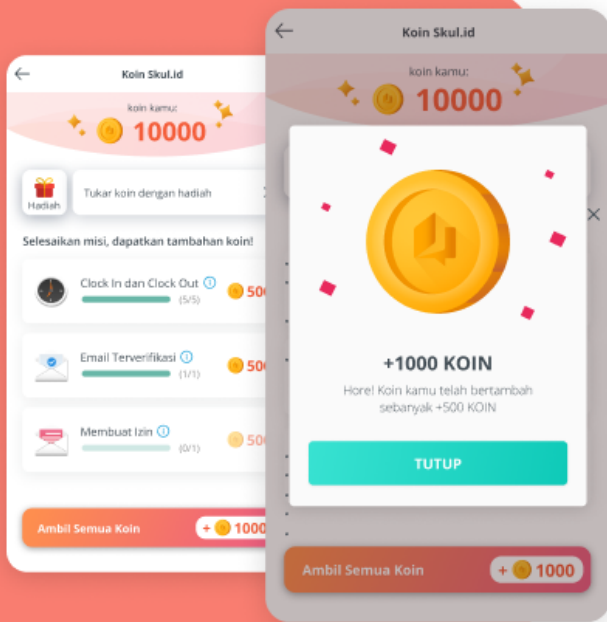 Koin Skul.id
koin kamu:
10000
Hadiah
Tukar koin dengan hadiah
Selesaikan misi, dapatkan tambahan koin!
Clock In dan Clock Out
(5/5)
Email Terverifikasi
(1/1)
Membuat Izin
(0/1)
Ambil Semua Koin
+ 1000
Koin Skul.id
koin kamu:
10000
+1000 KOIN
Hore! Koin kamu telah bertambah
sebanyak +500 KOIN
TUTUP
Ambil Semua Koin
+ 1000